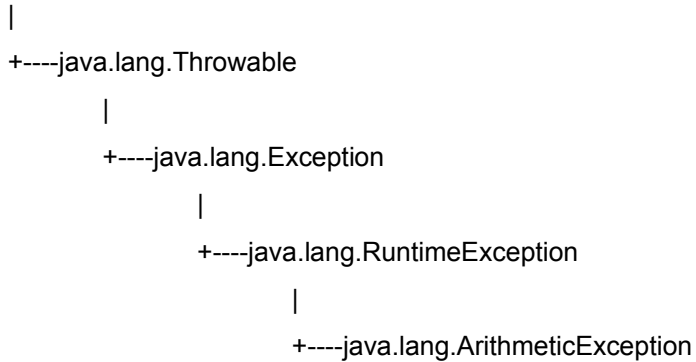 |
+----java.lang.Throwable
|
+----java.lang.Exception
|
+----java.lang.RuntimeException
|
+----java.lang.ArithmeticException